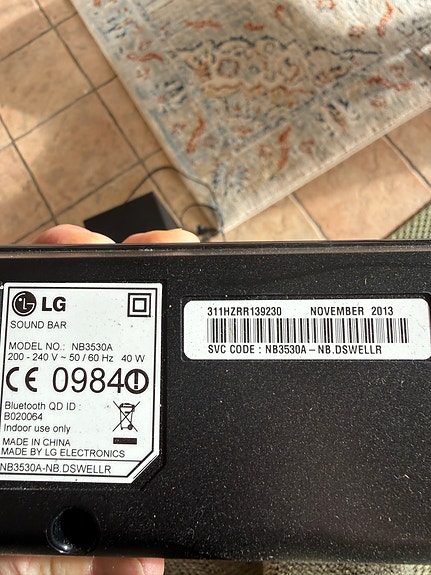 LG
SOUND BAR
MODEL NO.: NB3530A
200 - 240 V ~ 50 / 60 Hz 40 W
CE 0984
Bluetooth QD ID :
B020064
Indoor use only
MADE IN CHINA
MADE BY LG ELECTRONICS
NB3530A-NB.DSWELLR
311HZRR139230 NOVEMBER 2013
SVC CODE : NB3530A – NB.DSWELLR